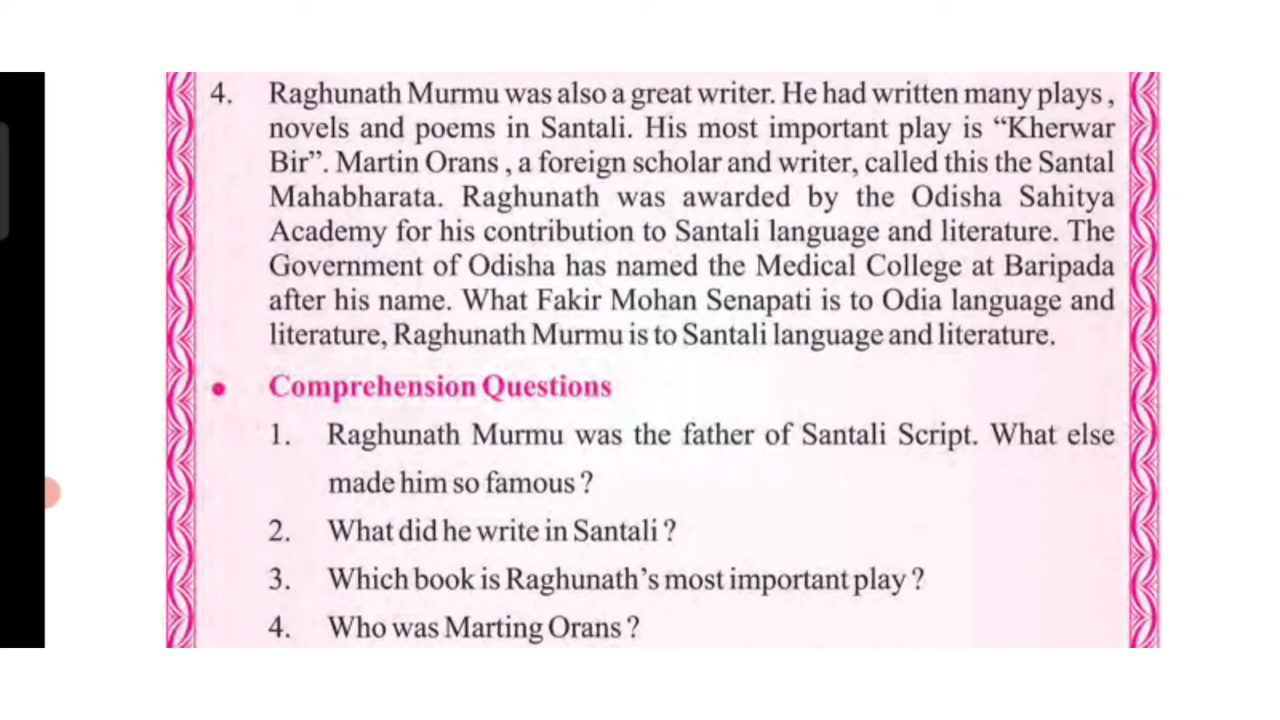 4. Raghunath Murmu was also a great writer. He had written many plays ,
novels and poems in Santali. His most important play is “Kherwar
Bir”. Martin Orans , a foreign scholar and writer, called this the Santal
Mahabharata. Raghunath was awarded by the Odisha Sahitya
Academy for his contribution to Santali language and literature. The
Government of Odisha has named the Medical College at Baripada
after his name. What Fakir Mohan Senapati is to Odia language and
literature, Raghunath Murmu is to Santali language and literature.
• Comprehension Questions
1. Raghunath Murmu was the father of Santali Script. What else
made him so famous ?
2. What did he write in Santali ?
3. Which book is Raghunath’s most important play ?
4. Who was Marting Orans ?